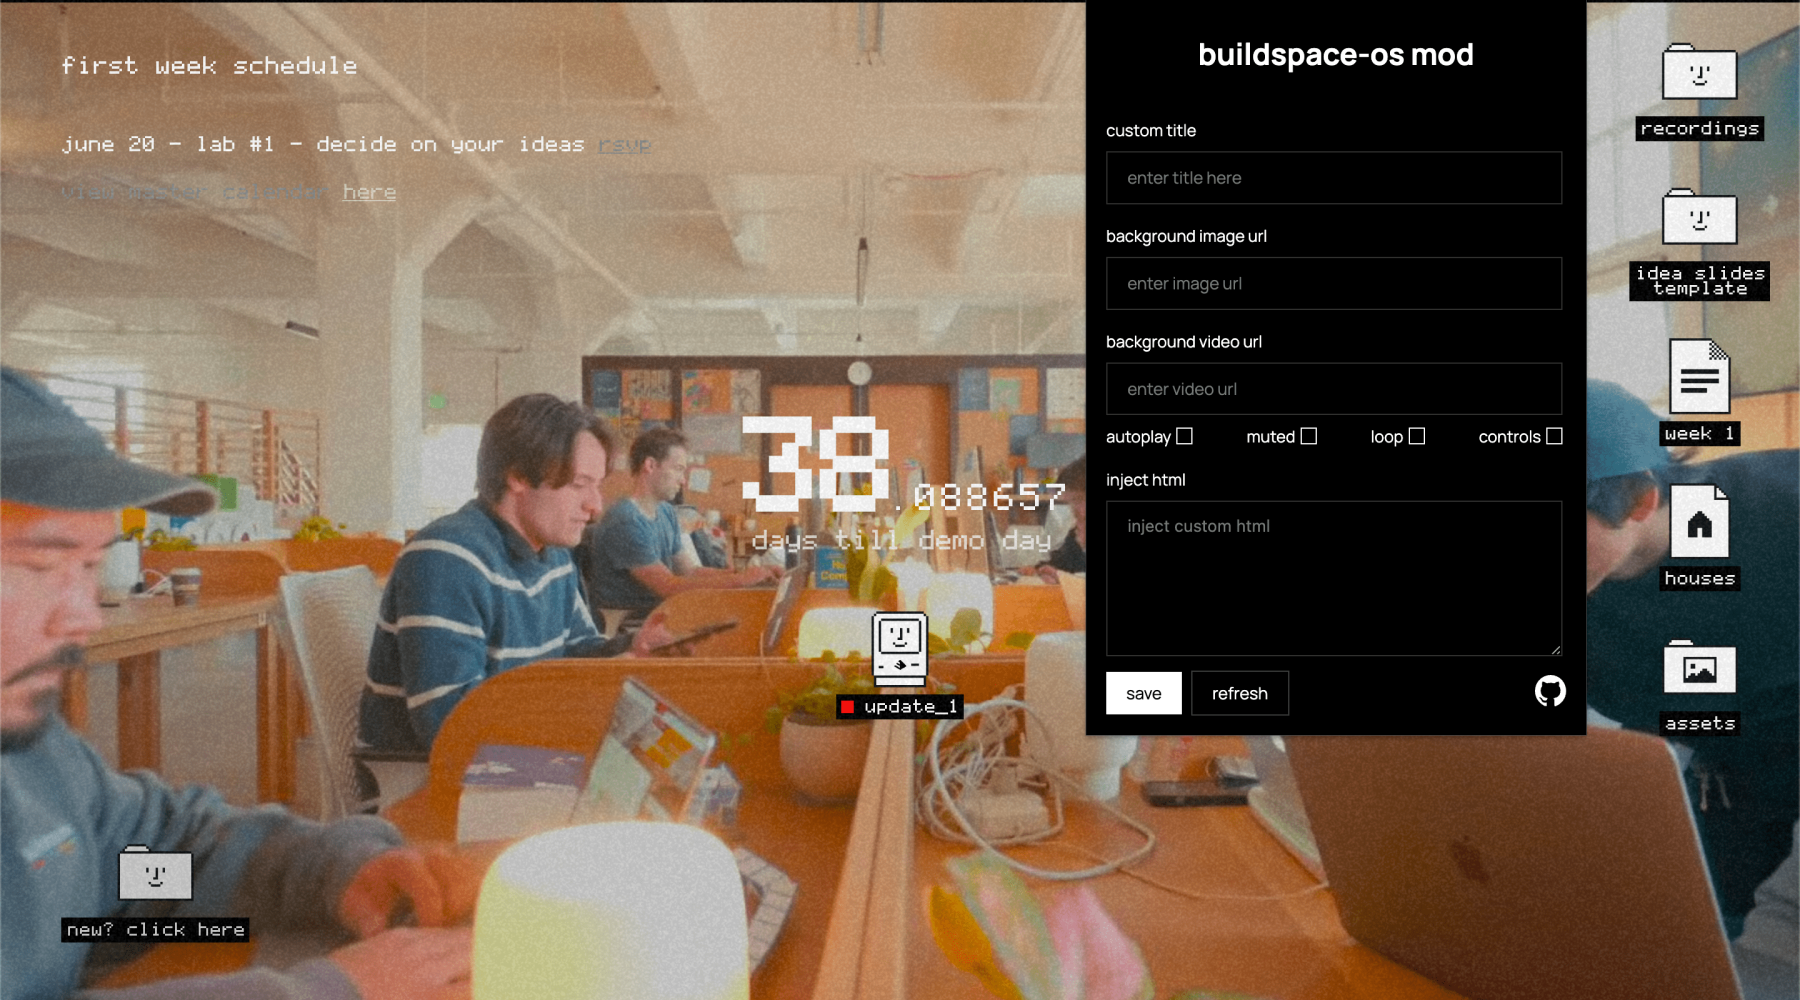 first week schedule
june 20 - lab #1 - decide on your ideas rsvp
view master calendar here
38.088657
days till demo day
update_1
new? click here
buildspace-os mod
custom title
enter title here
background image url
enter image url
background video url
enter video url
autoplay muted loop controls
inject html
inject custom html
save refresh
recordings
idea slides
template
week 1
houses
assets